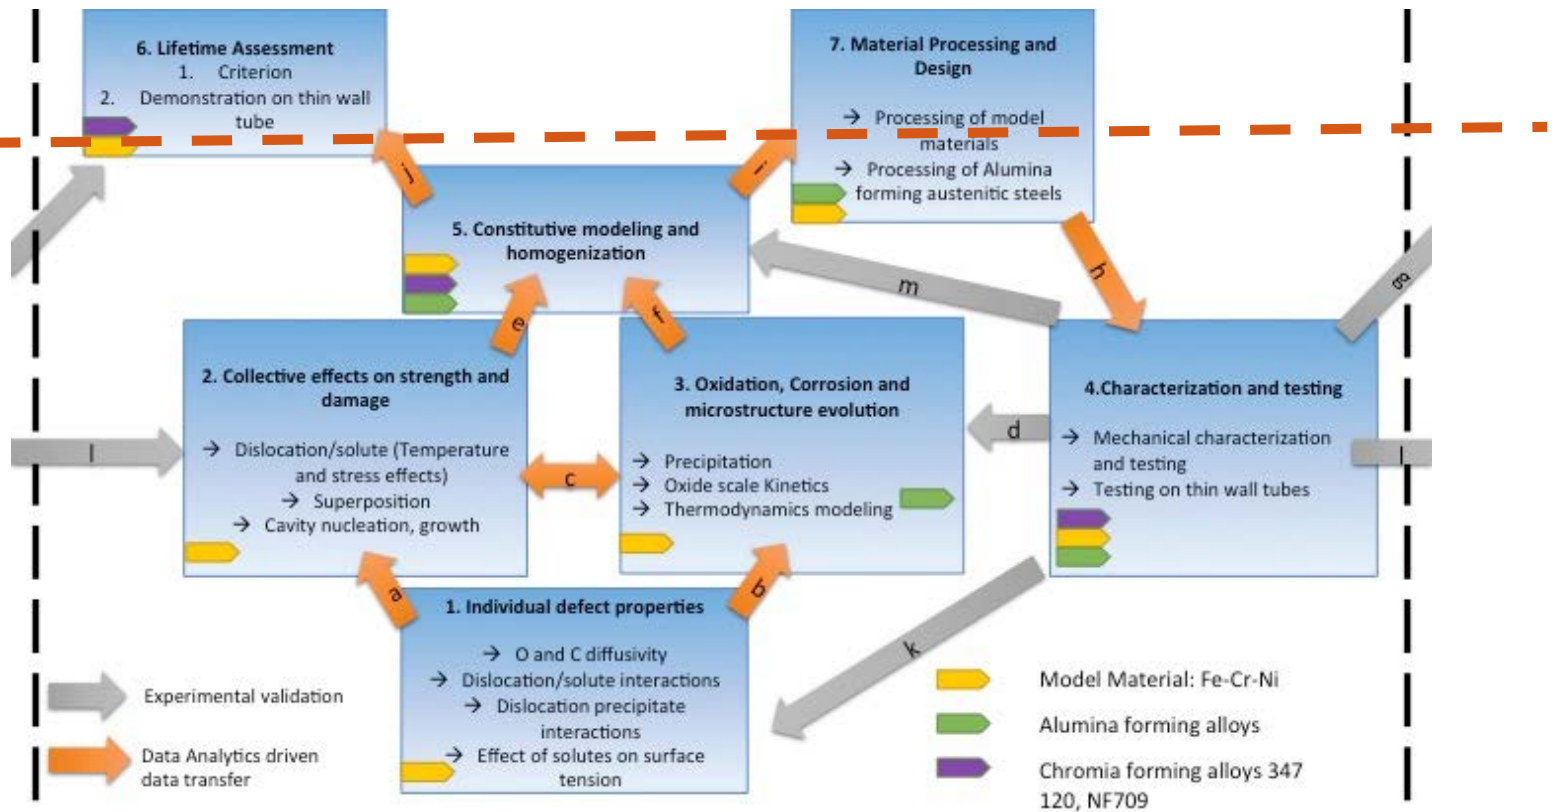 6. Lifetime Assessment
1. Criterion
2. Demonstration on thin wall
tube
7. Material Processing and
Design
→ Processing of model
materials
→ Processing of Alumina
forming austenitic steels
j
i
5. Constitutive modeling and
homogenization
h
g
m
e
f
2. Collective effects on strength and
damage
→ Dislocation/solute (Temperature
and stress effects)
→ Superposition
→ Cavity nucleation, growth
3. Oxidation, Corrosion and
microstructure evolution
→ Precipitation
→ Oxide scale Kinetics
→ Thermodynamics modeling
4.Characterization and testing
→ Mechanical characterization
and testing
→ Testing on thin wall tubes
l
c
d
l
a
b
k
1. Individual defect properties
→ O and C diffusivity
→ Dislocation/solute interactions
→ Dislocation precipitate
interactions
→ Effect of solutes on surface
tension
Experimental validation
Data Analytics driven
data transfer
Model Material: Fe-Cr-Ni
Alumina forming alloys
Chromia forming alloys 347
120, NF709